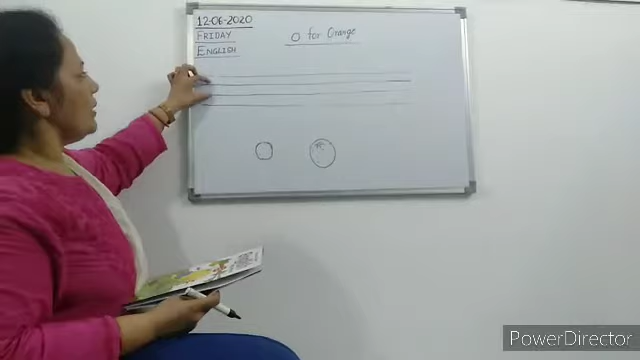 12-06-2020
FRIDAY
ENGLISH
o for Orange
PowerDirector